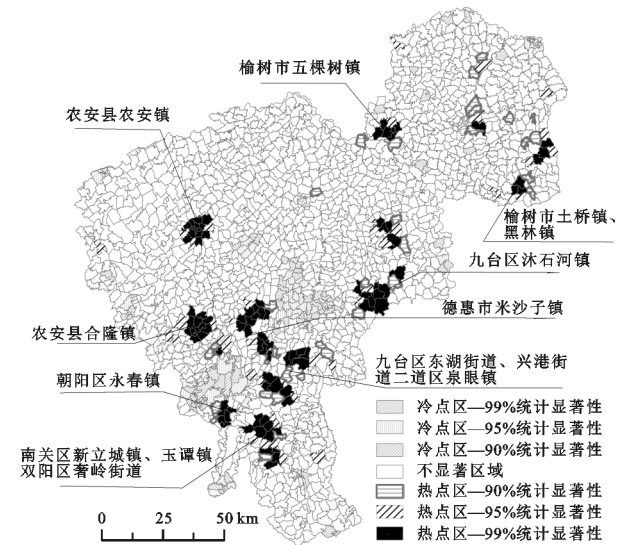 榆树市五棵树镇
农安县农安镇
榆树市土桥镇、
黑林镇
九台区沐石河镇
德惠市米沙子镇
农安县合隆镇
九台区东湖街道、兴港街
道二道区泉眼镇
朝阳区永春镇
南关区新立城镇、玉谭镇
双阳区奢岭街道
冷点区—99%统计显著性
冷点区—95%统计显著性
冷点区—90%统计显著性
不显著区域
热点区—90%统计显著性
热点区—95%统计显著性
热点区—99%统计显著性
0 25 50 km